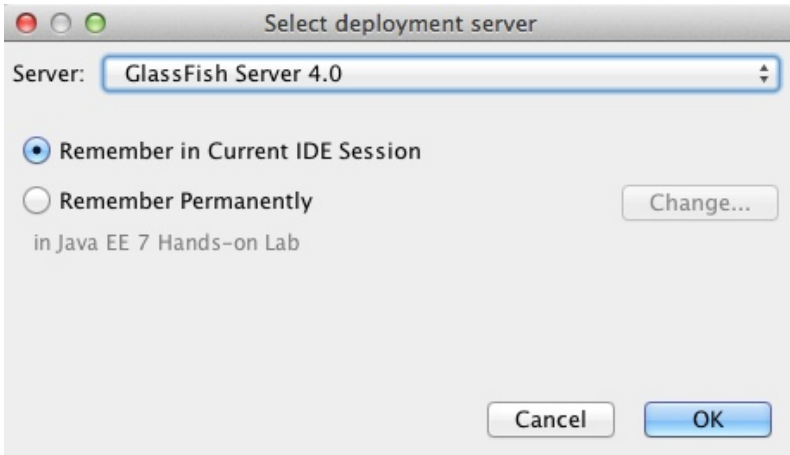 Select deployment server
Server: GlassFish Server 4.0
Remember in Current IDE Session
Remember Permanently
Change...
in Java EE 7 Hands-on Lab
Cancel OK